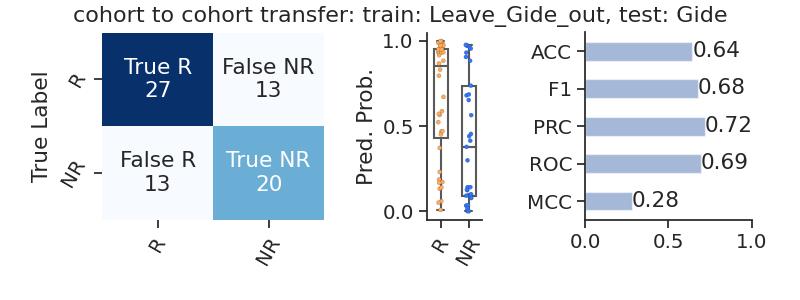 cohort to cohort transfer: train: Leave_Gide_out, test: Gide
True Label
R
NR
True R
27
False NR
13
False R
13
True NR
20
R
NR
Pred. Prob.
1.0
0.5
0.0
R
NR
ACC
0.64
F1
0.68
PRC
0.72
ROC
0.69
MCC
0.28
0.0
0.5
1.0